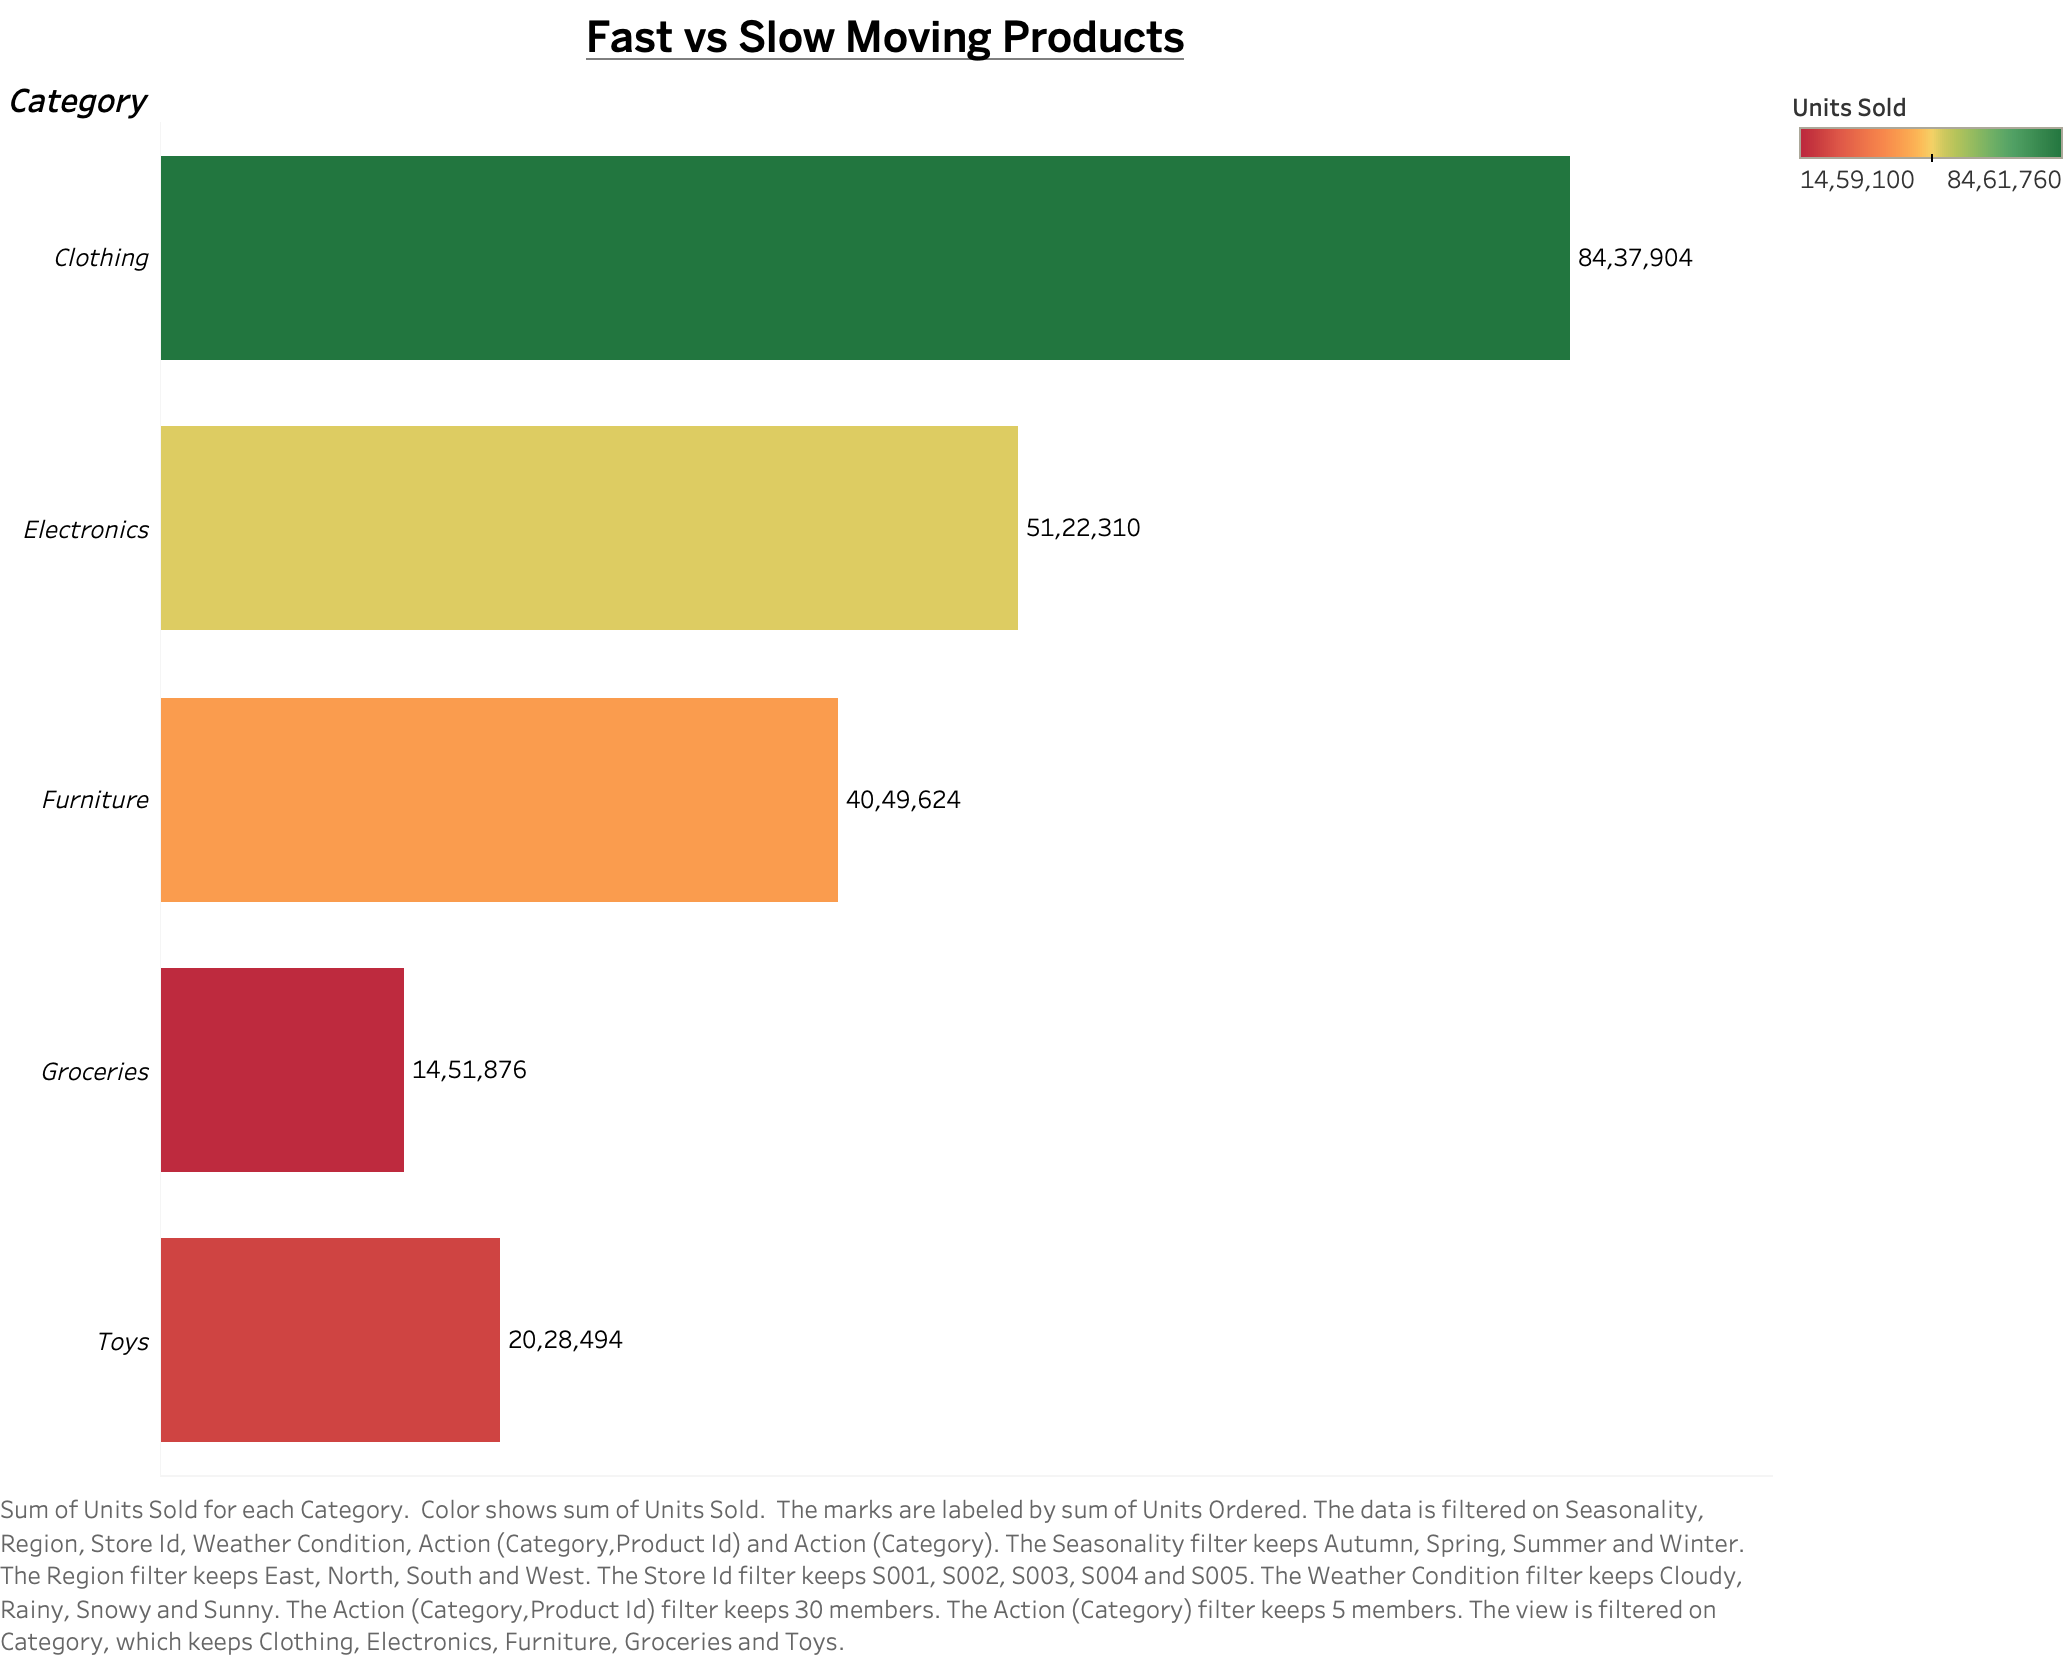 Fast vs Slow Moving Products
Category
Units Sold
14,59,100 84,61,760
Clothing 84,37,904
Electronics 51,22,310
Furniture 40,49,624
Groceries 14,51,876
Toys 20,28,494
Sum of Units Sold for each Category.  Color shows sum of Units Sold.  The marks are labeled by sum of Units Ordered. The data is filtered on Seasonality,
Region, Store Id, Weather Condition, Action (Category,Product Id) and Action (Category). The Seasonality filter keeps Autumn, Spring, Summer and Winter.
The Region filter keeps East, North, South and West. The Store Id filter keeps S001, S002, S003, S004 and S005. The Weather Condition filter keeps Cloudy,
Rainy, Snowy and Sunny. The Action (Category,Product Id) filter keeps 30 members. The Action (Category) filter keeps 5 members. The view is filtered on
Category, which keeps Clothing, Electronics, Furniture, Groceries and Toys.